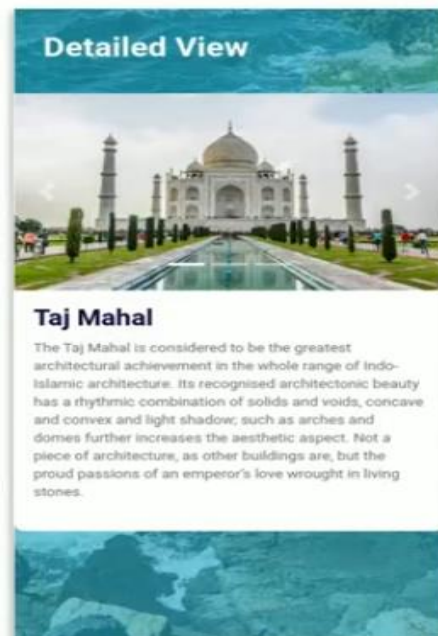 Detailed View
Taj Mahal
The Taj Mahal is considered to be the greatest
architectural achievement in the whole range of Indo-
Islamic architecture. Its recognised architectonic beauty
has a rhythmic combination of solids and voids, concave
and convex and light shadow; such as arches and
domes further increases the aesthetic aspect. Not a
piece of architecture, as other buildings are, but the
proud passions of an emperor's love wrought in living
stones.